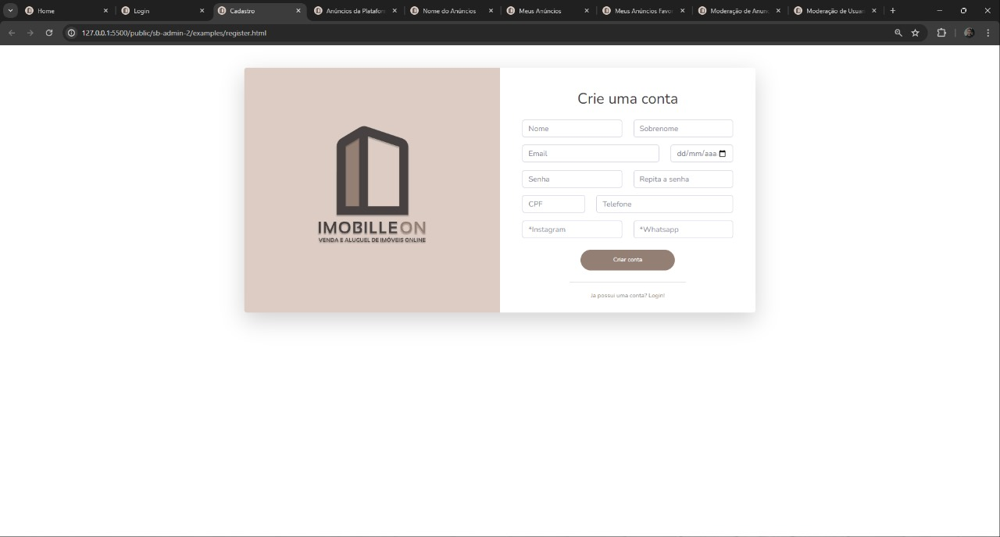 Home
Login
Cadastro
Anúncios da Platafor
Nome do Anúncios
Meus Anúncios
Meus Anúncios Favor
Moderação de Anunc
Moderação de Usuar
127.0.0.1:5500/public/sb-admin-2/examples/register.html
IMOBILLEON
VENDA E ALUGUEL DE IMÓVEIS ONLINE
Crie uma conta
Nome
Sobrenome
Email
dd/mm/aaa
Senha
Repita a senha
CPF
Telefone
*Instagram
*Whatsapp
Criar conta
Ja possui uma conta? Login!